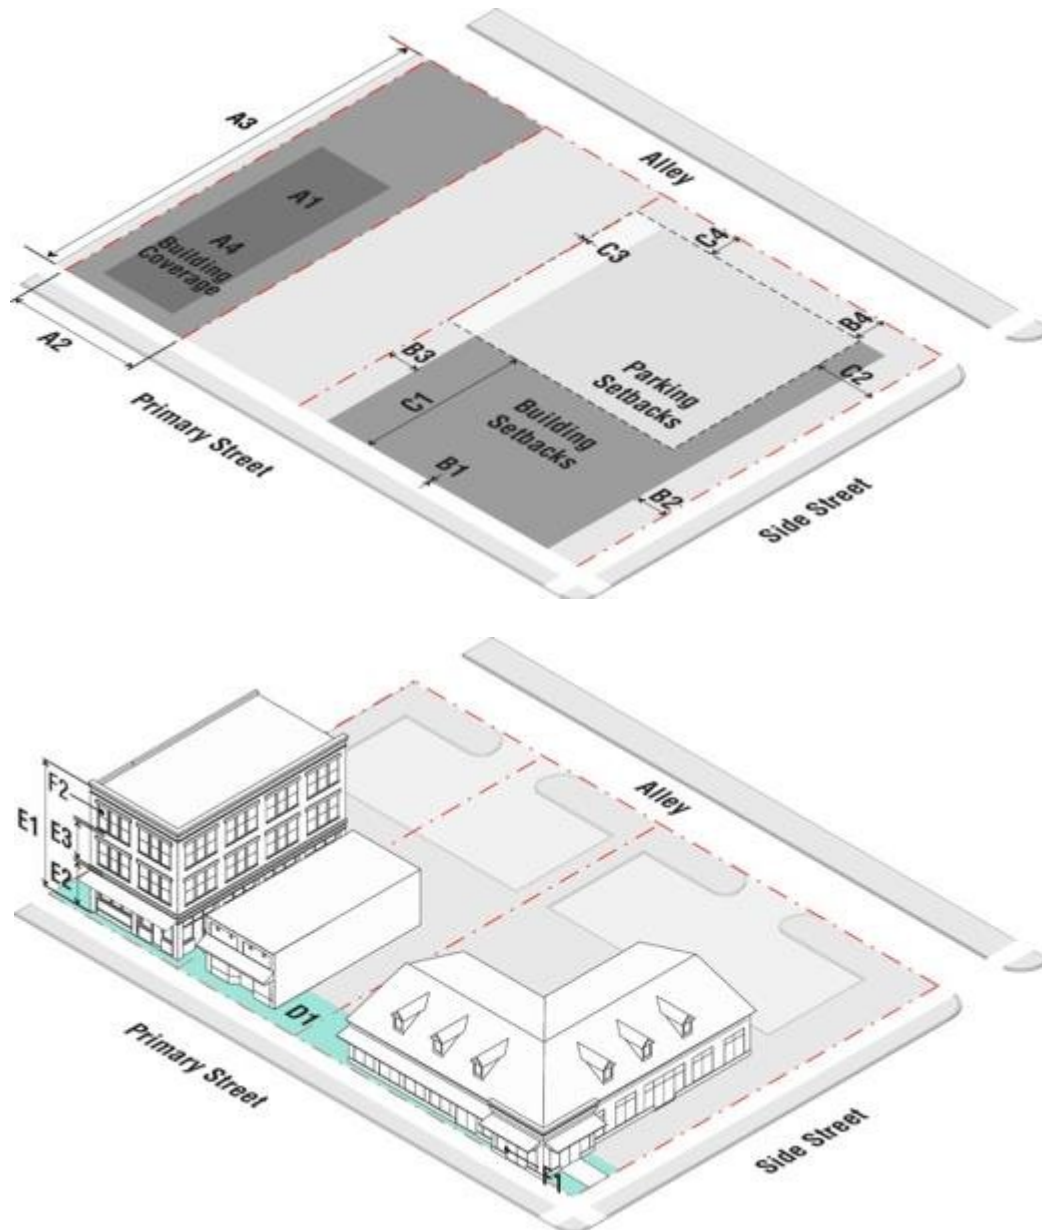 A3
Alley
A1
A4
Building
Coverage
C4
C3
B4
A2
B3
Parking
Setbacks
C2
C1
Primary Street
Building
Setbacks
B1
B2
Side Street
Alley
F2
E1
E3
E2
D1
Primary Street
Side Street
F1